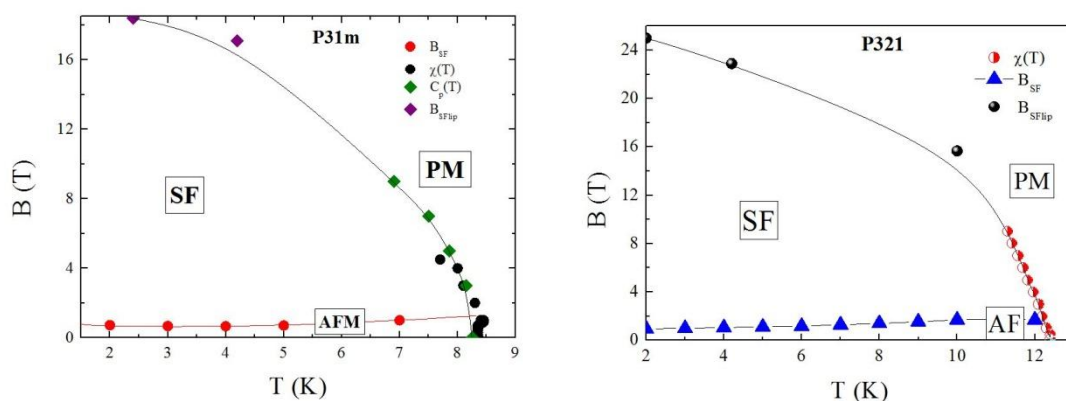 P31m
B_SF
χ(T)
C_p(T)
B_SFlip
16
12
8
4
0
B (T)
SF
PM
AFM
2 3 4 5 6 7 8 9
T (K)
P321
χ(T)
B_SF
B_SFlip
24
20
16
12
8
4
0
B (T)
SF
PM
AF
2 4 6 8 10 12
T (K)